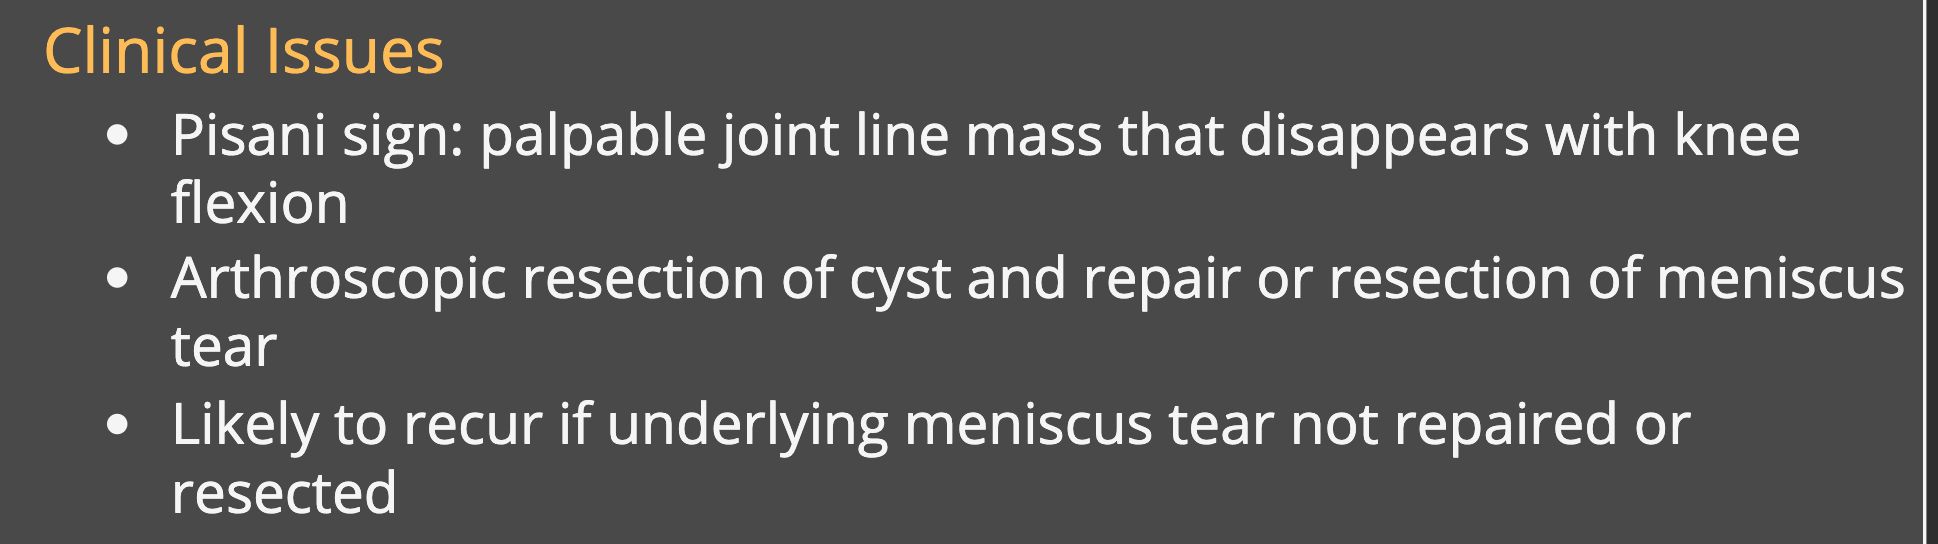 Clinical Issues
• Pisani sign: palpable joint line mass that disappears with knee
flexion
• Arthroscopic resection of cyst and repair or resection of meniscus
tear
• Likely to recur if underlying meniscus tear not repaired or
resected